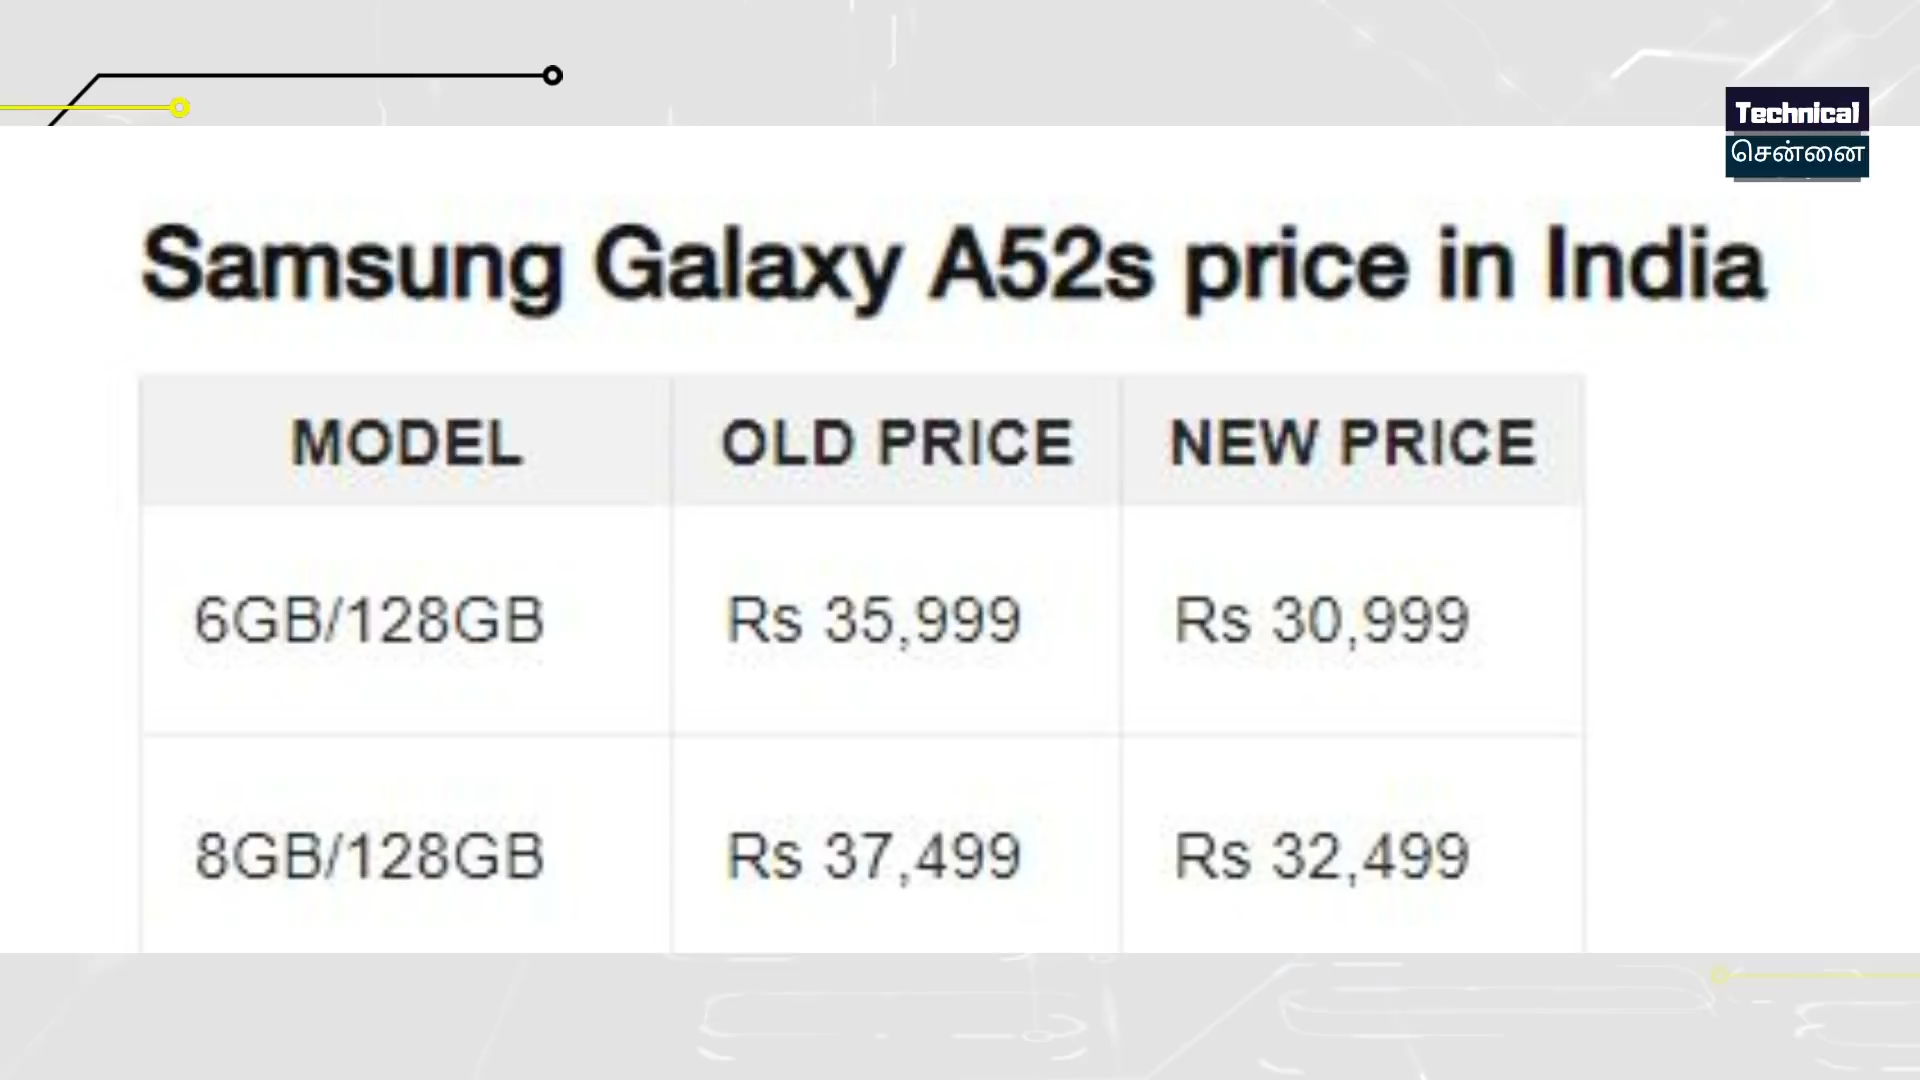 Technical
சென்னை
Samsung Galaxy A52s price in India
MODEL OLD PRICE NEW PRICE
6GB/128GB Rs 35,999 Rs 30,999
8GB/128GB Rs 37,499 Rs 32,499